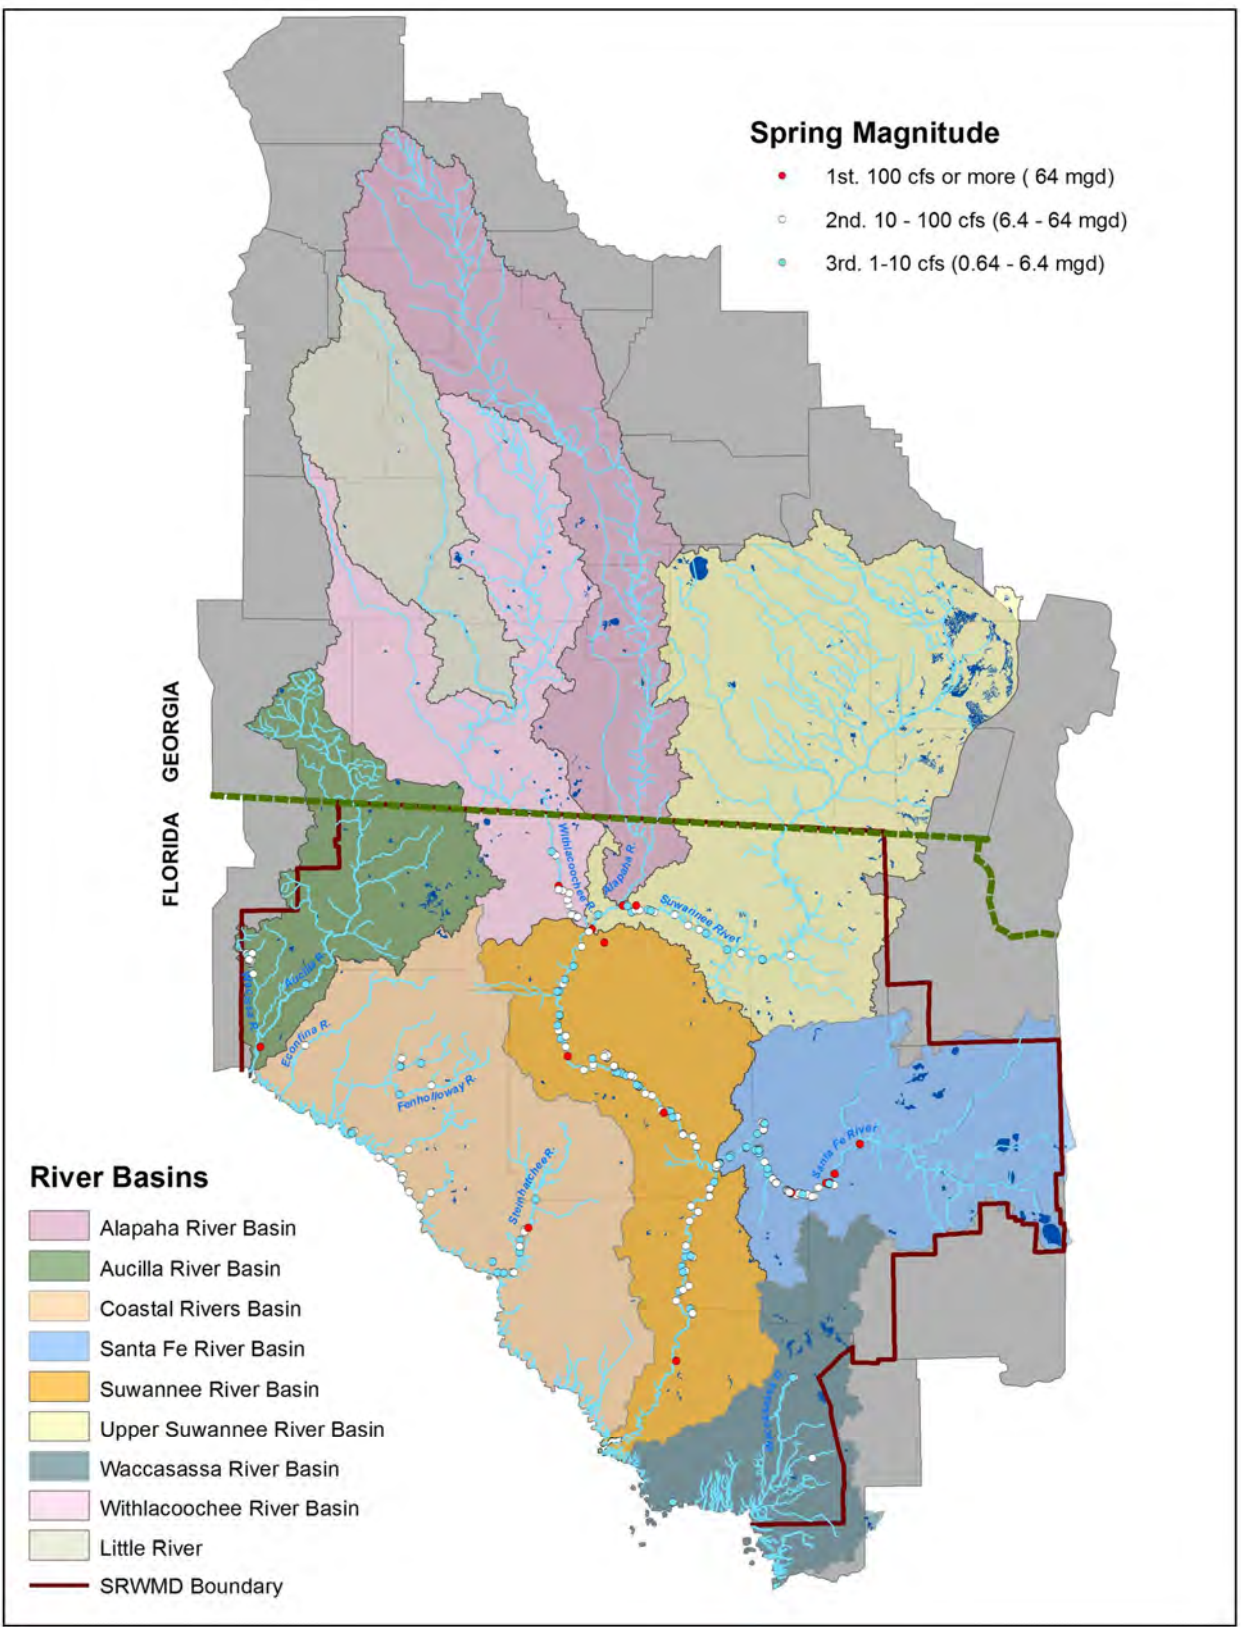 Spring Magnitude
1st. 100 cfs or more ( 64 mgd)
2nd. 10 - 100 cfs (6.4 - 64 mgd)
3rd. 1-10 cfs (0.64 - 6.4 mgd)
GEORGIA
FLORIDA
Withlacoochee R.
Alapaha R.
Suwannee River
Aucilla R.
Econfina R.
Fenholloway R.
Steinhatchee R.
Santa Fe River
River Basins
Alapaha River Basin
Aucilla River Basin
Coastal Rivers Basin
Santa Fe River Basin
Suwannee River Basin
Upper Suwannee River Basin
Waccasassa River Basin
Withlacoochee River Basin
Little River
SRWMD Boundary